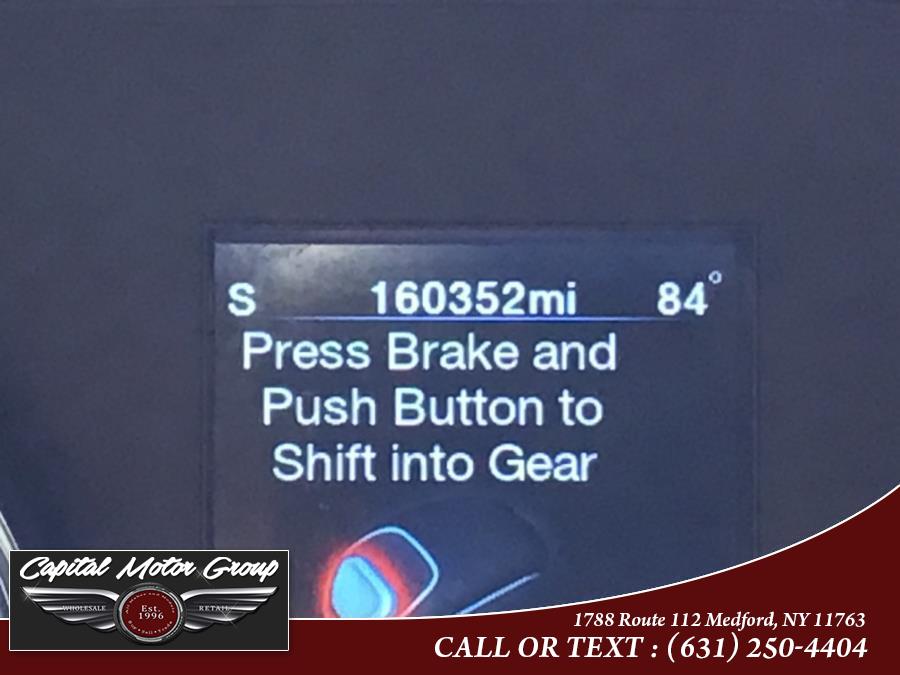 S 160352mi 84°
Press Brake and
Push Button to
Shift into Gear
Capital Motor Group
WHOLESALE RETAIL
Est.
1996
1788 Route 112 Medford, NY 11763
CALL OR TEXT : (631) 250-4404